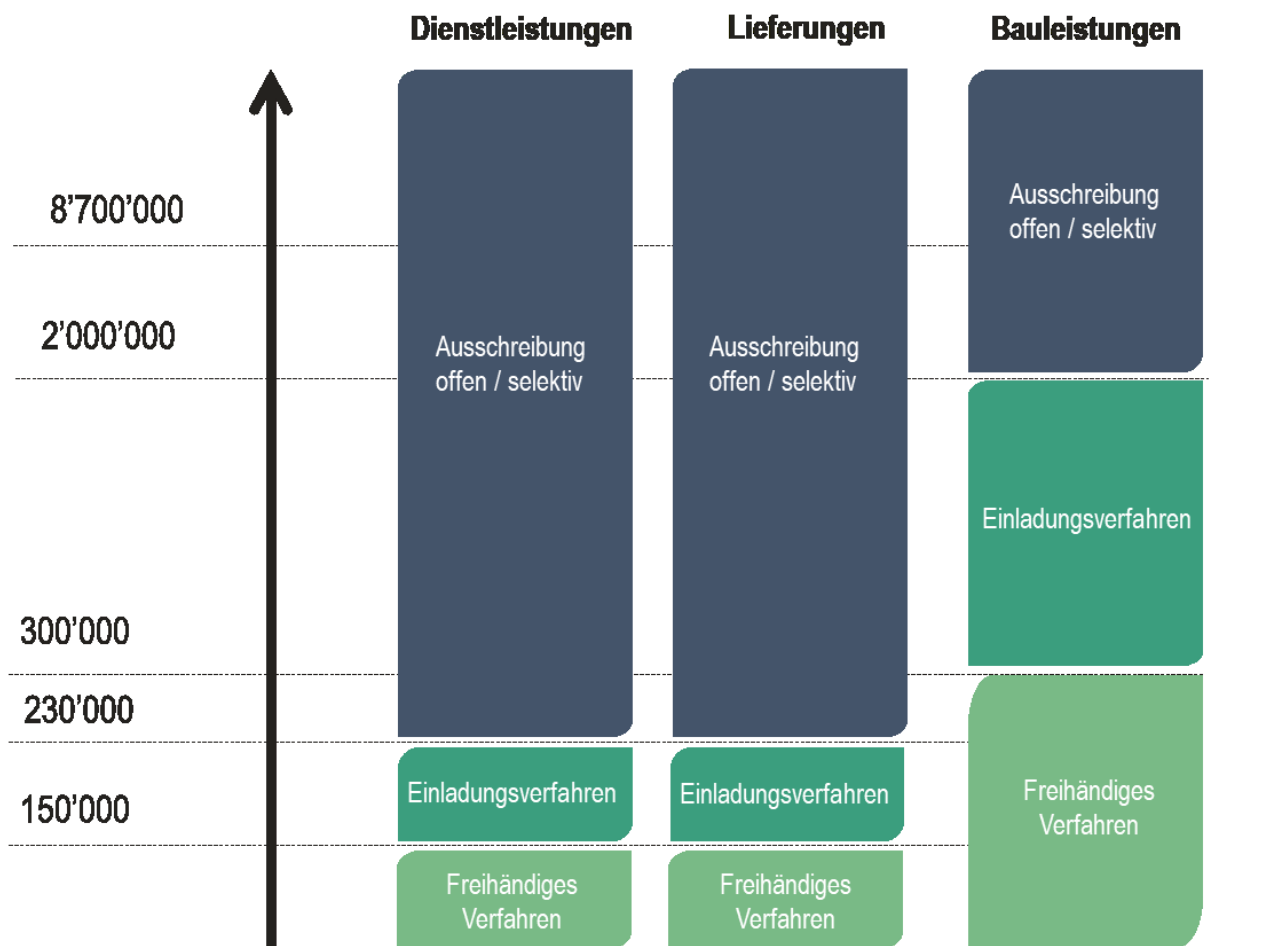 Dienstleistungen
Lieferungen
Bauleistungen
8'700'000
2'000'000
300'000
230'000
150'000
Ausschreibung
offen / selektiv
Einladungsverfahren
Freihändiges
Verfahren
Ausschreibung
offen / selektiv
Einladungsverfahren
Freihändiges
Verfahren
Ausschreibung
offen / selektiv
Einladungsverfahren
Freihändiges
Verfahren